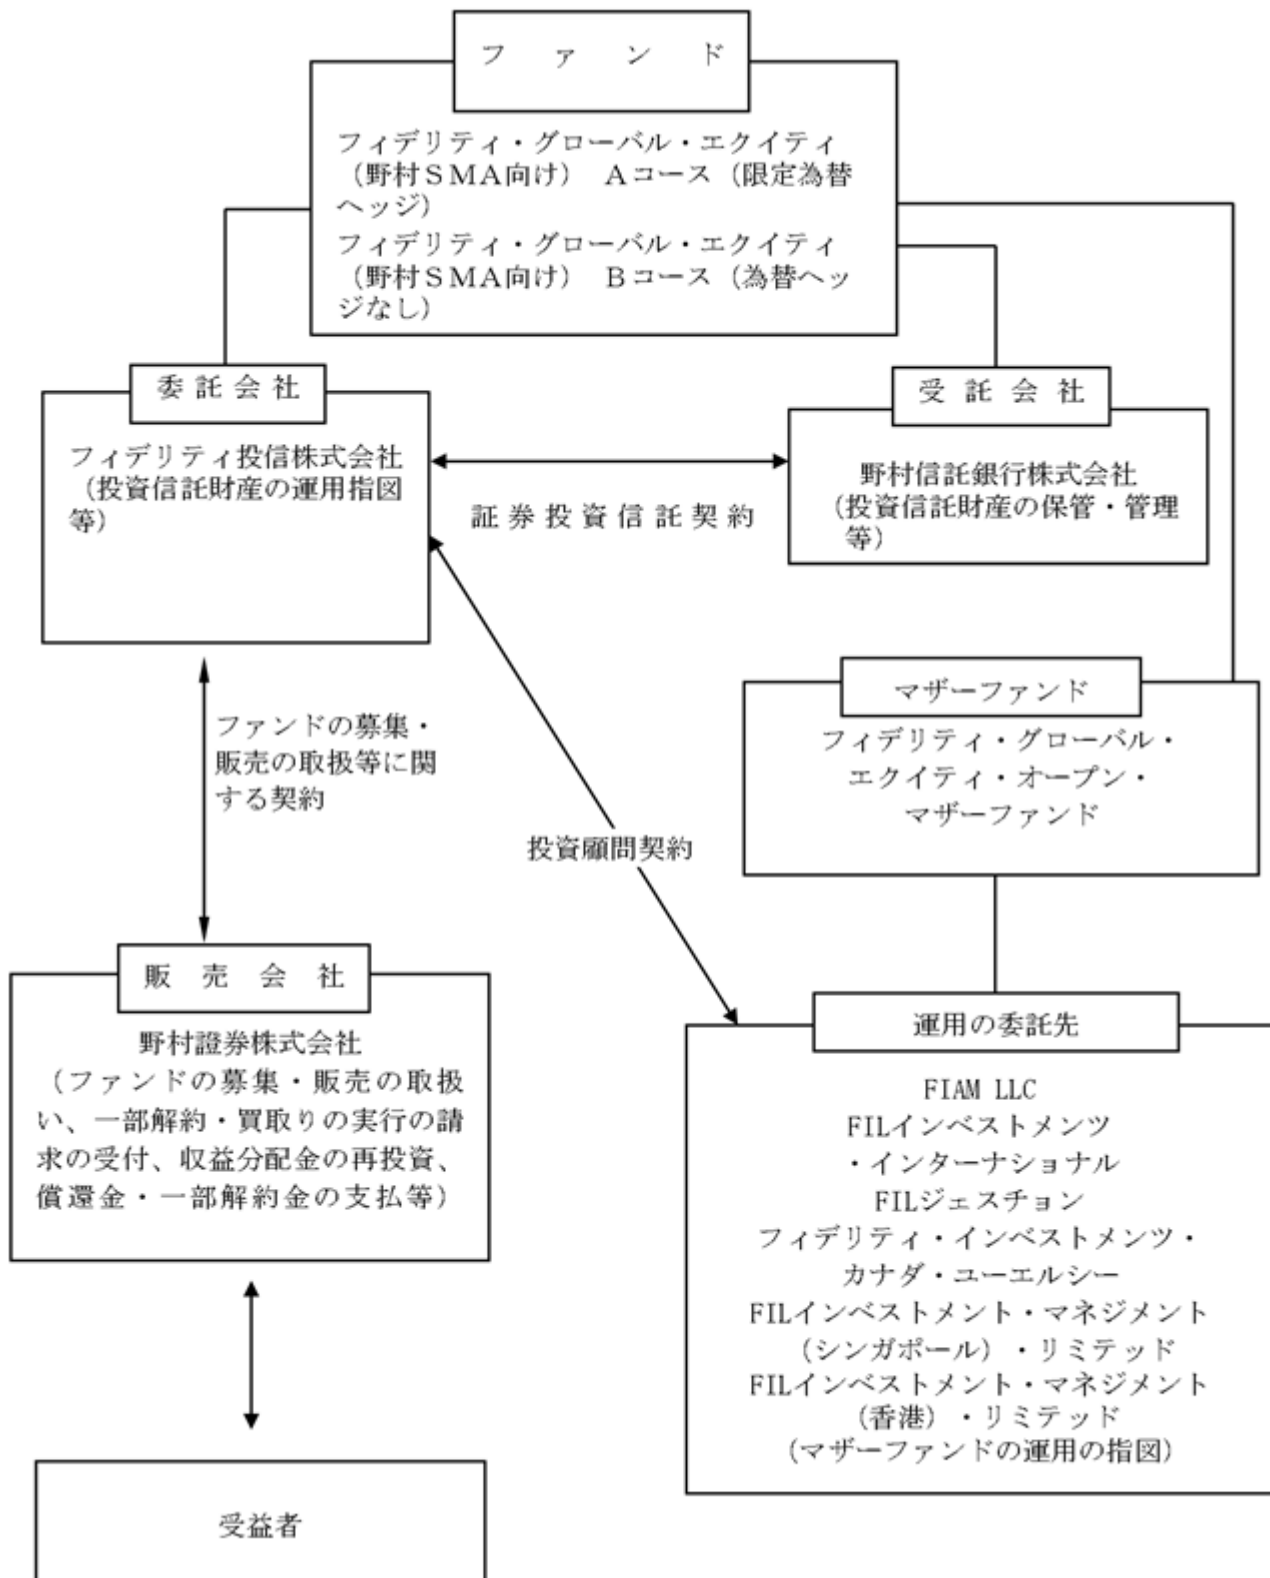 ファンド
フィデリティ・グローバル・エクイティ
（野村ＳＭＡ向け）　Ａコース（限定為替
ヘッジ）
フィデリティ・グローバル・エクイティ
（野村ＳＭＡ向け）　Ｂコース（為替ヘッ
ジなし）
委託会社
フィデリティ投信株式会社
（投資信託財産の運用指図
等）
証券投資信託契約
受託会社
野村信託銀行株式会社
（投資信託財産の保管・管理
等）
ファンドの募集・
販売の取扱等に関
する契約
投資顧問契約
マザーファンド
フィデリティ・グローバル・
エクイティ・オープン・
マザーファンド
販売会社
野村證券株式会社
（ファンドの募集・販売の取扱
い、一部解約・買取りの実行の請
求の受付、収益分配金の再投資、
償還金・一部解約金の支払等）
運用の委託先
FIAM LLC
FILインベストメンツ
・インターナショナル
FILジェスチョン
フィデリティ・インベストメンツ・
カナダ・ユーエルシー
FILインベストメント・マネジメント
（シンガポール）・リミテッド
FILインベストメント・マネジメント
（香港）・リミテッド
（マザーファンドの運用の指図）
受益者